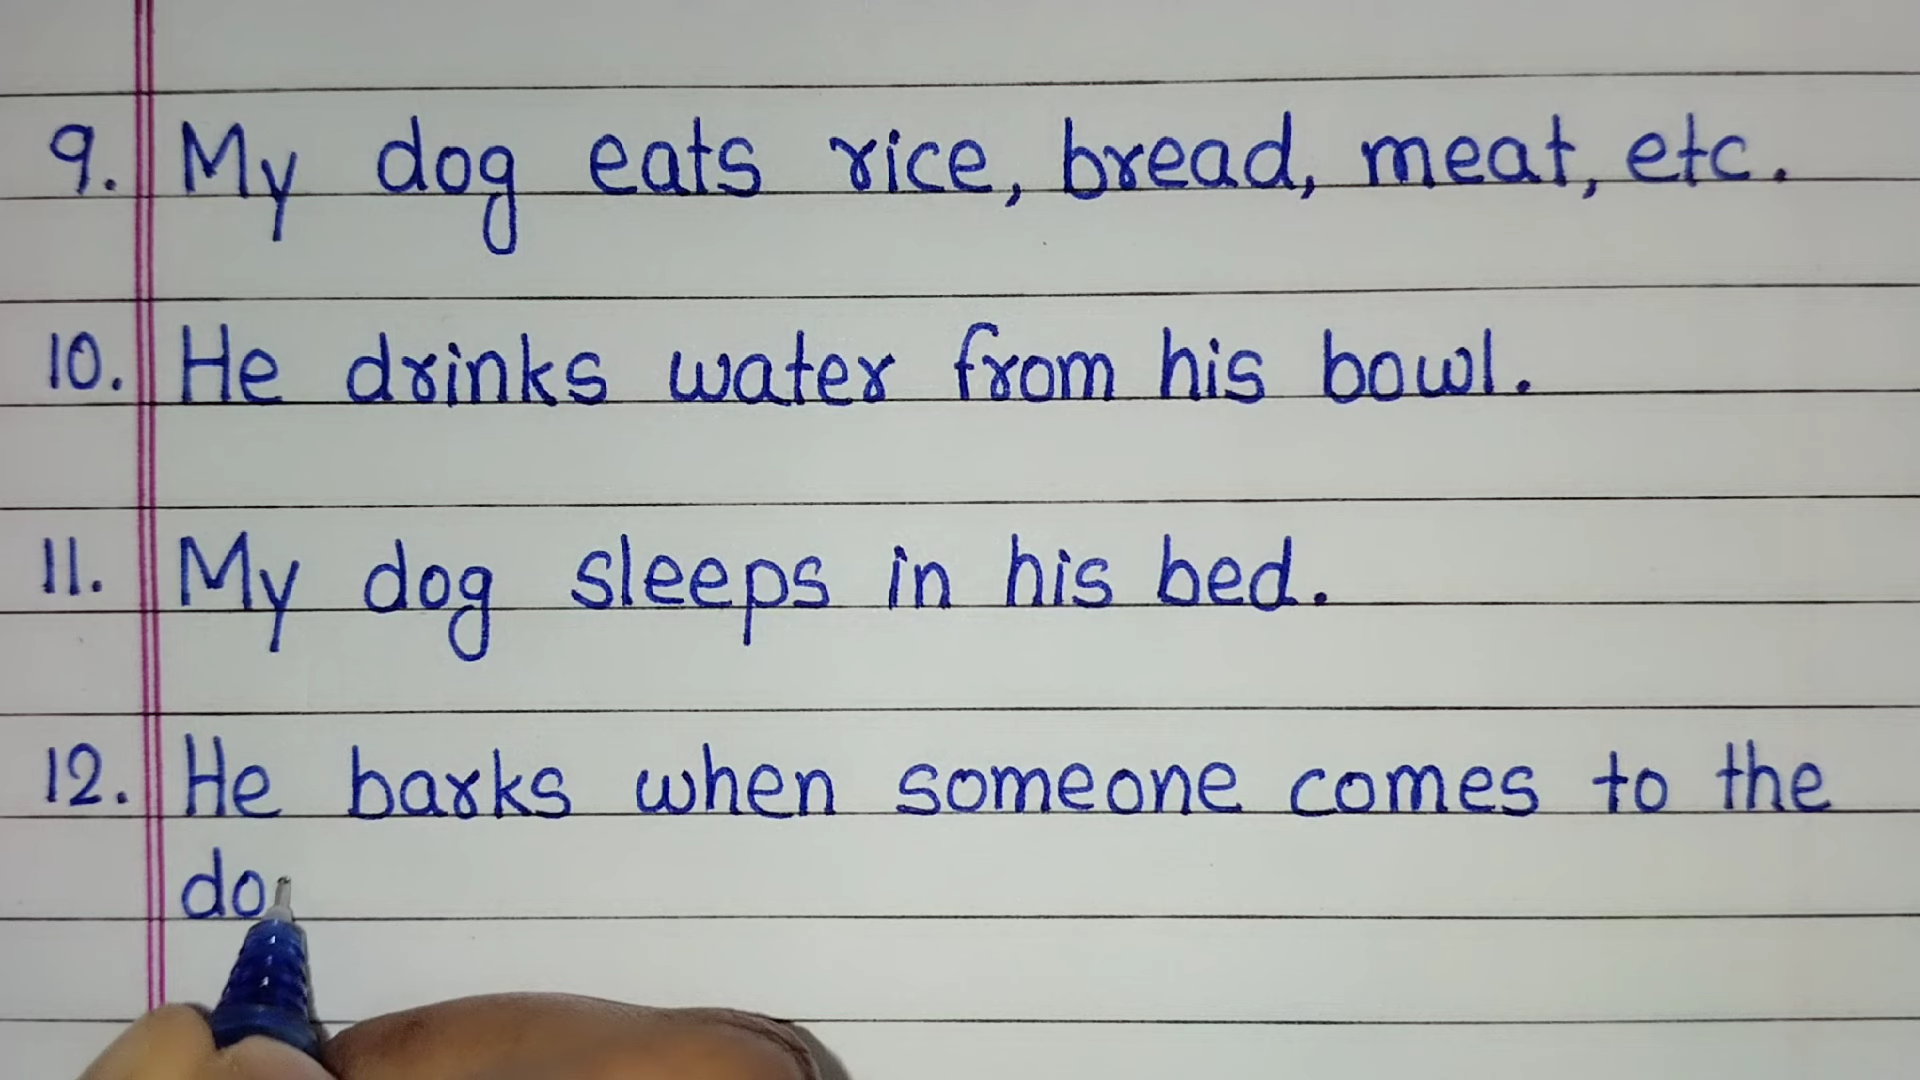 9. My dog eats rice, bread, meat, etc.
10. He drinks water from his bowl.
11. My dog sleeps in his bed.
12. He barks when someone comes to the
do